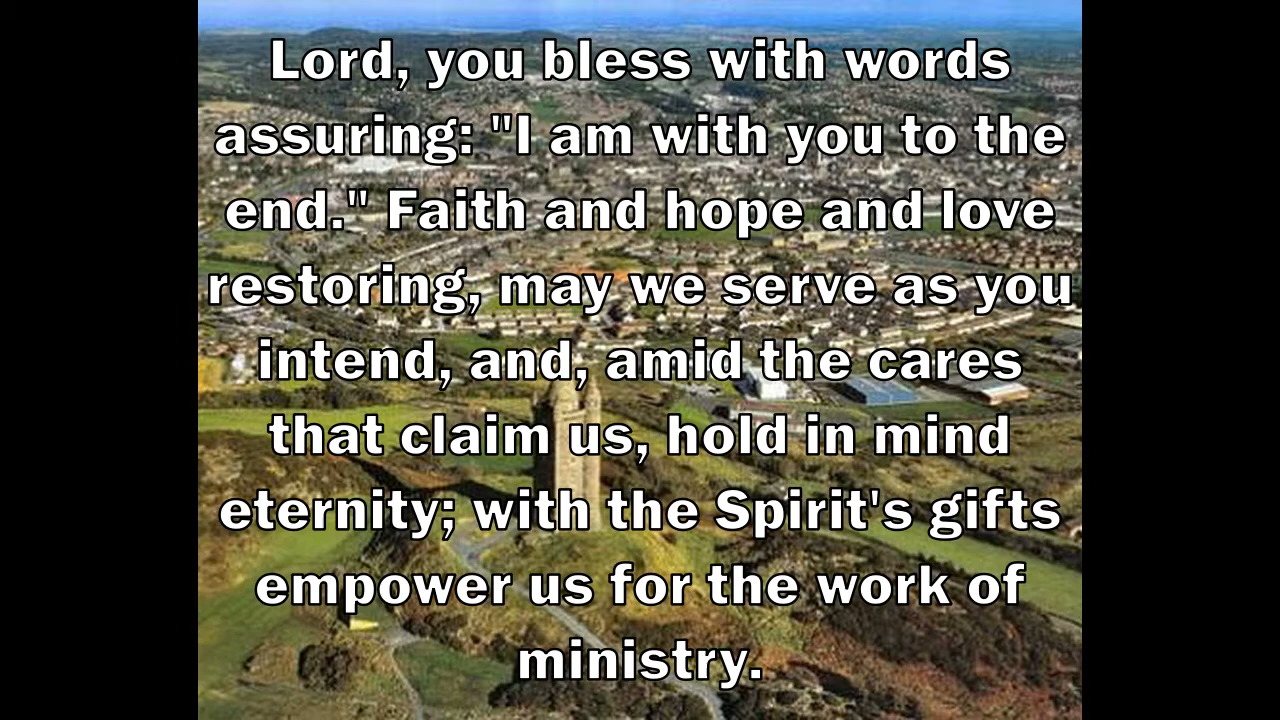 Lord, you bless with words
assuring: "I am with you to the
end." Faith and hope and love
restoring, may we serve as you
intend, and, amid the cares
that claim us, hold in mind
eternity; with the Spirit's gifts
empower us for the work of
ministry.